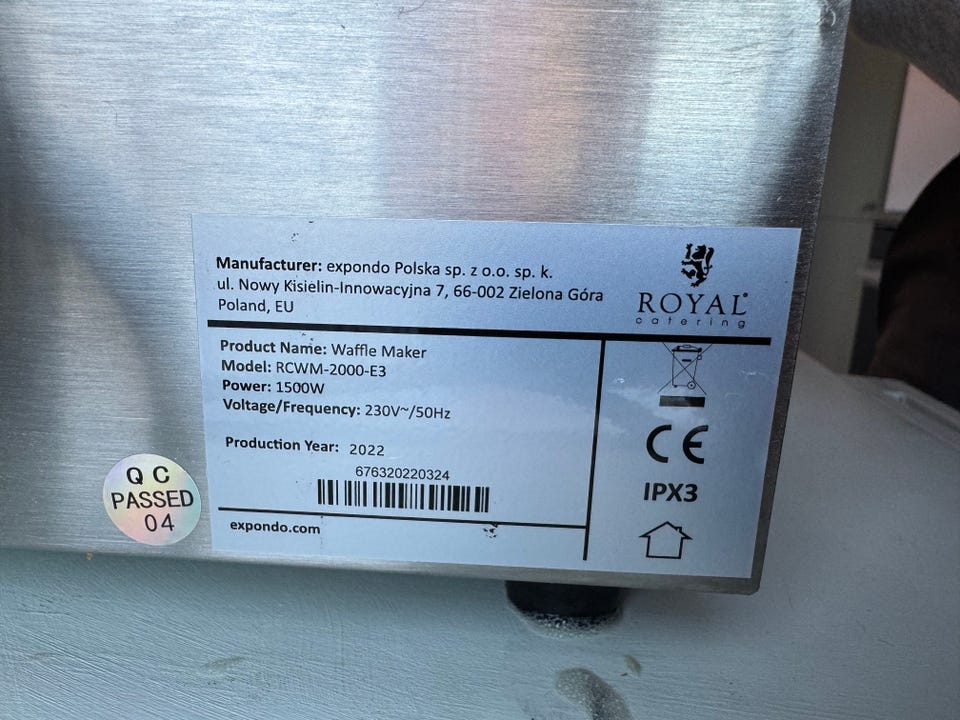 Manufacturer: expondo Polska sp. z o.o. sp. k.
ul. Nowy Kisielin-Innowacyjna 7, 66-002 Zielona Góra
Poland, EU
ROYAL®
catering
Product Name: Waffle Maker
Model: RCWM-2000-E3
Power: 1500W
Voltage/Frequency: 230V~/50Hz
Production Year: 2022
676320220324
expondo.com
CE
IPX3
QC
PASSED
04